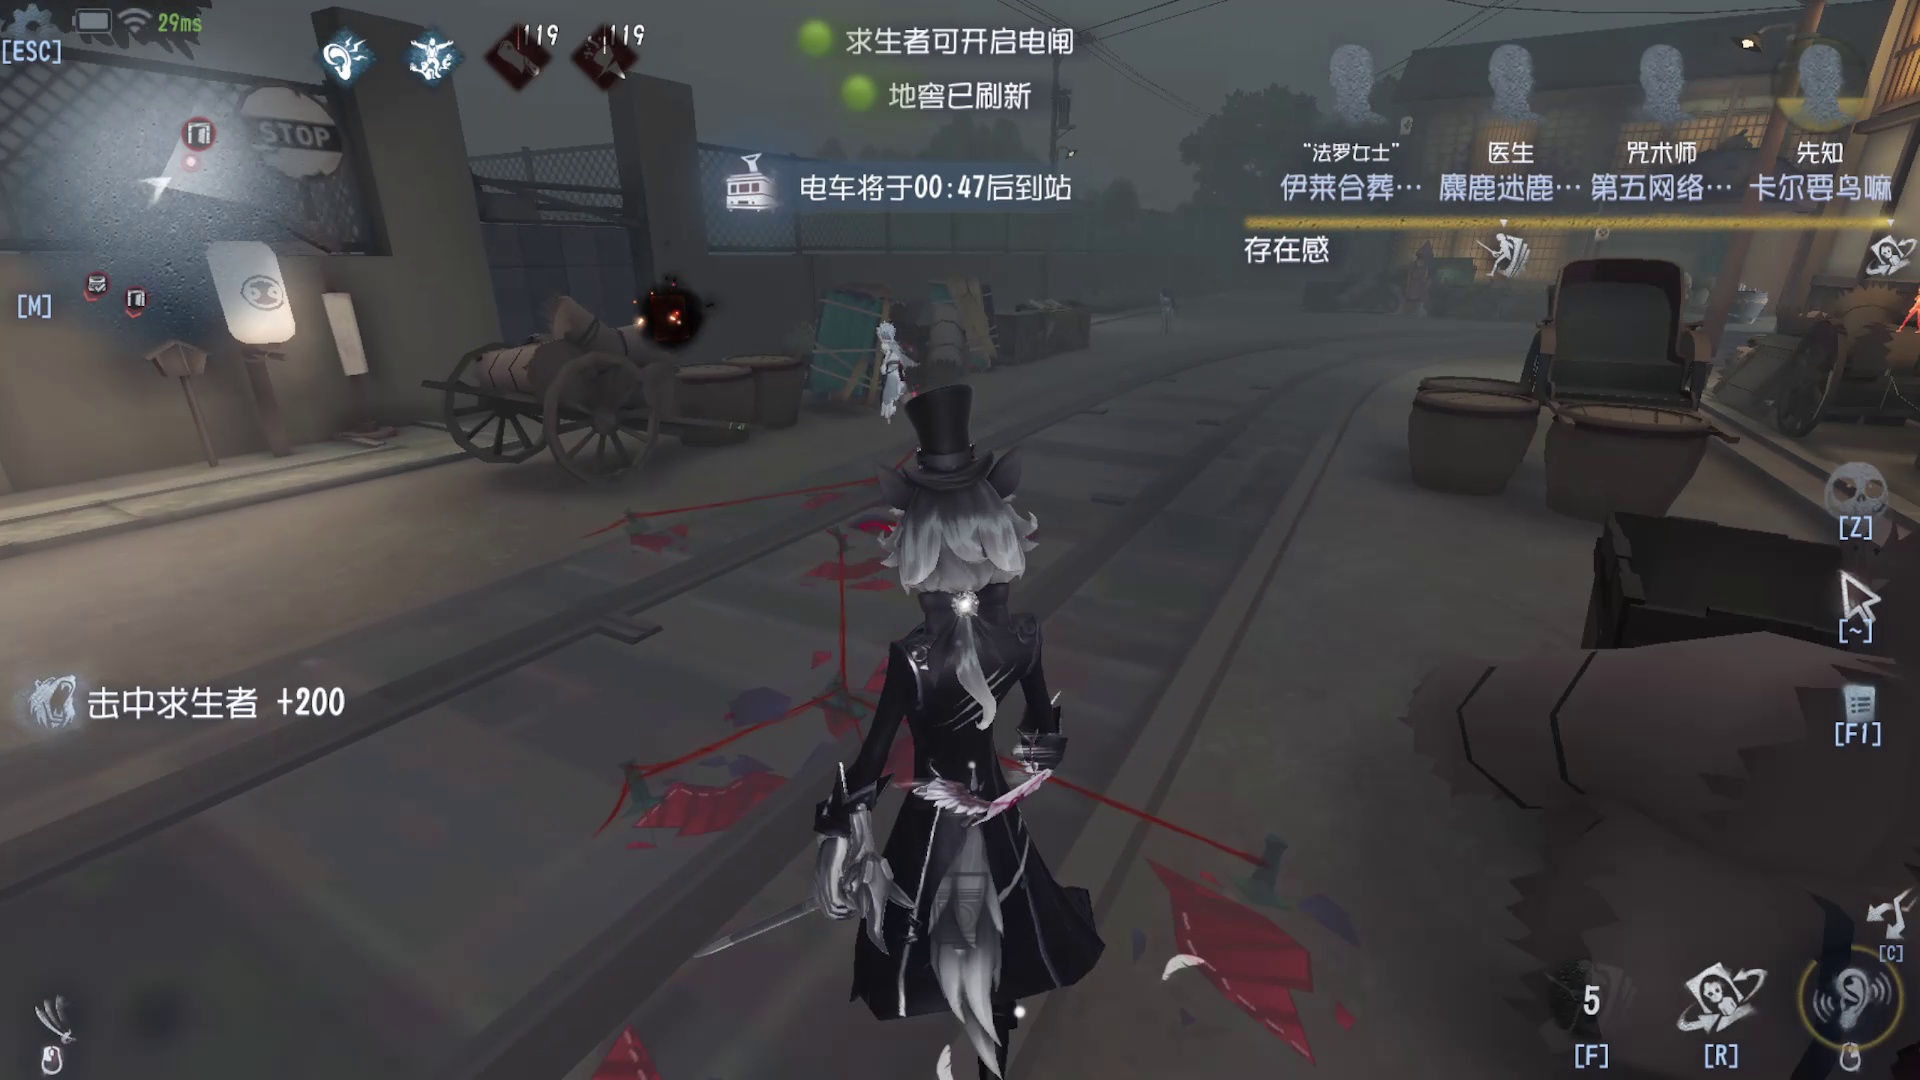 29ms
[ESC]
119
119
求生者可开启电闸
地窖已刷新
STOP
电车将于00:47后到站
“法罗女士”
医生
咒术师
先知
伊莱合葬…
麋鹿迷鹿…
第五网络…
卡尔要鸟嘛
存在感
[M]
[Z]
[~]
击中求生者 +200
[F1]
[C]
5
[F]
[R]